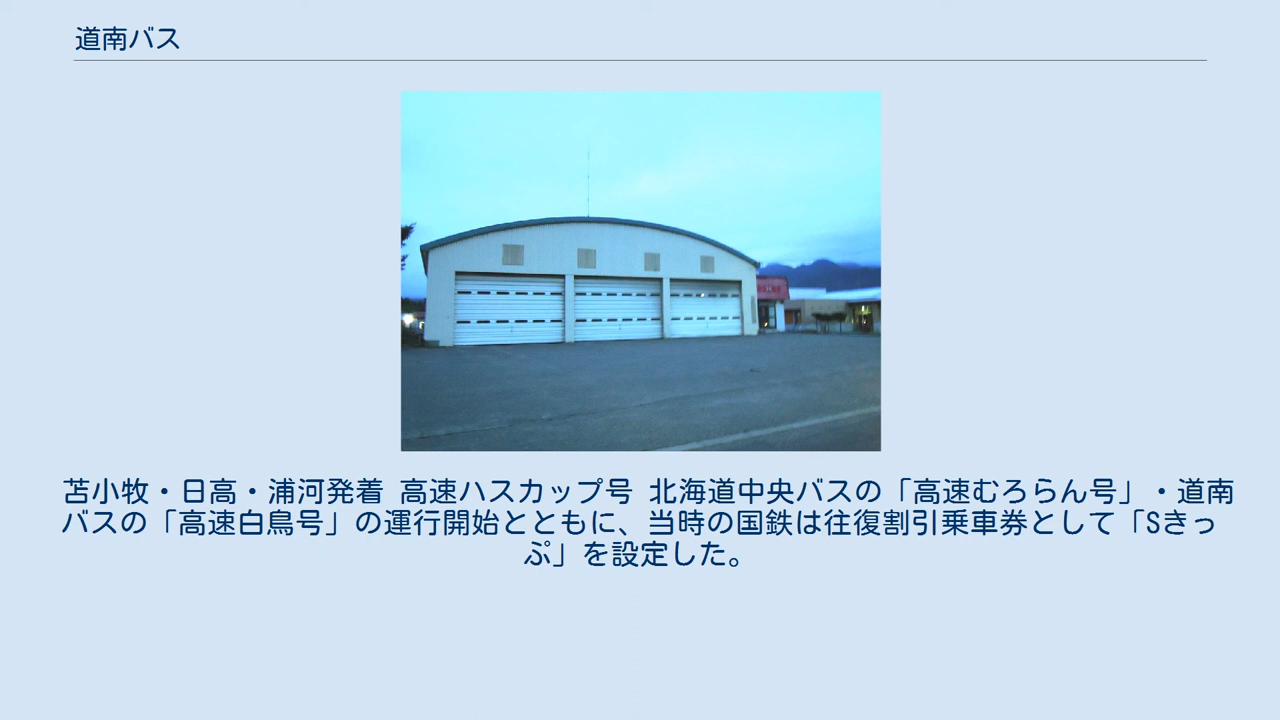 道南バス
苫小牧・日高・浦河発着 高速ハスカップ号 北海道中央バスの「高速むろらん号」・道南
バスの「高速白鳥号」の運行開始とともに、当時の国鉄は往復割引乗車券として「Sきっ
ぷ」を設定した。